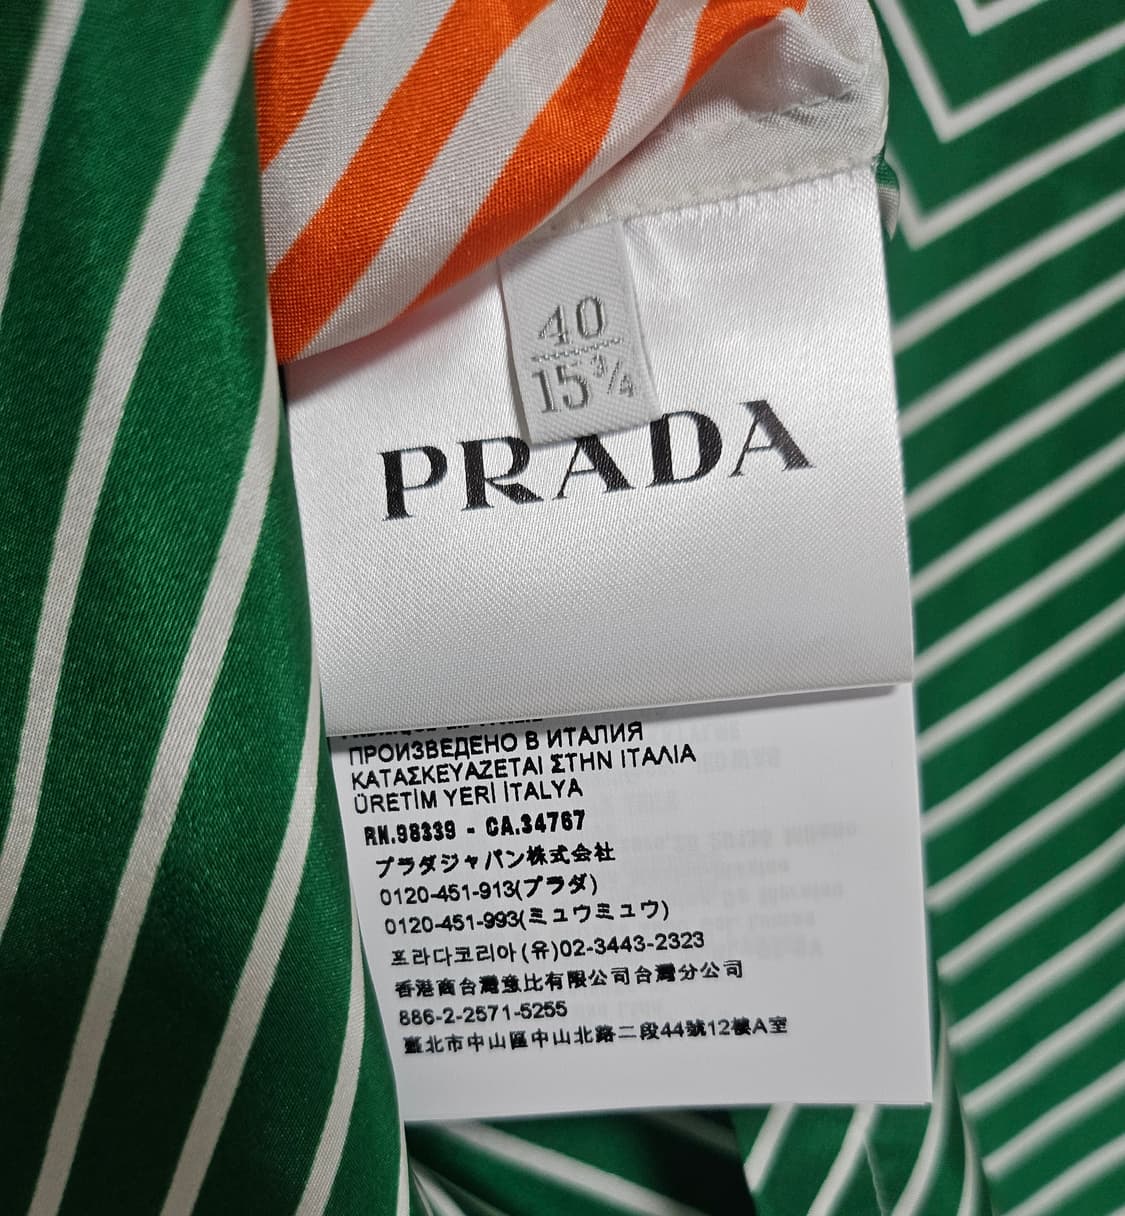 40
15 3/4
PRADA
ПРОИЗВЕДЕНО В ИТАЛИЯ
ΚΑΤΑΣΚΕΥΑΖΕΤΑΙ ΣΤΗΝ ΙΤΑΛΙΑ
ÜRETİM YERİ İTALYA
RN.98339 - CA.34767
プラダジャパン株式会社
0120-451-913(プラダ)
0120-451-993(ミュウミュウ)
프라다코리아(유)02-3443-2323
香港商台灣意比有限公司台灣分公司
886-2-2571-5255
臺北市中山區中山北路二段44號12樓A室